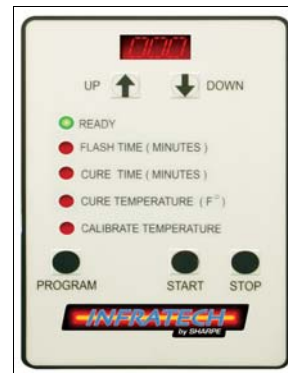 000
UP DOWN
READY
FLASH TIME ( MINUTES )
CURE TIME ( MINUTES )
CURE TEMPERATURE ( F° )
CALIBRATE TEMPERATURE
PROGRAM START STOP
INFRATECH
by SHARPE